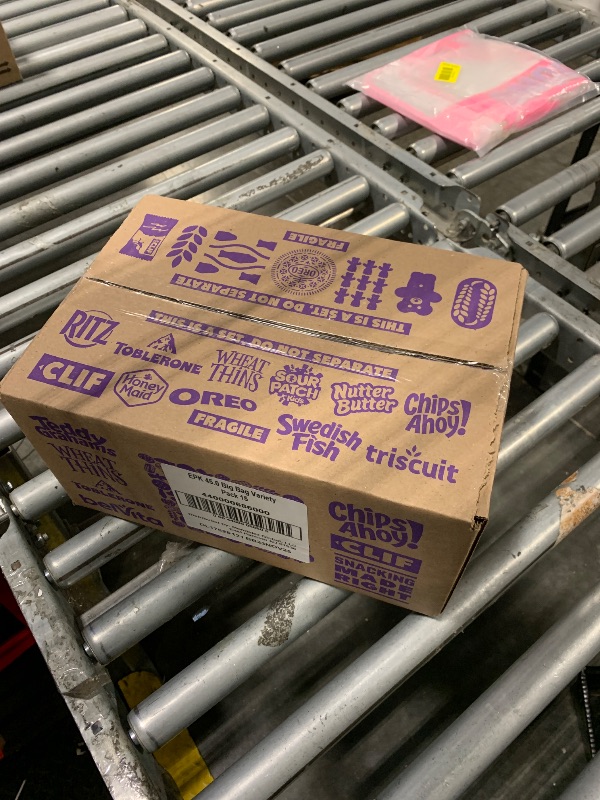 FRAGILE
OREO
THIS IS A SET. DO NOT SEPARATE
THIS IS A SET. DO NOT SEPARATE
RITZ
TOBLERONE
WHEAT THINS
SOUR PATCH Kids
Nutter Butter
Chips Ahoy!
CLIF
Honey Maid
OREO
FRAGILE
Swedish Fish
triscuit
Teddy Grahams
WHEAT THINS
TOBLERONE
belVita
EPK 45.0 Big Bag Variety
Pack 15
Chips Ahoy!
CLIF
SNACKING
MADE
RIGHT